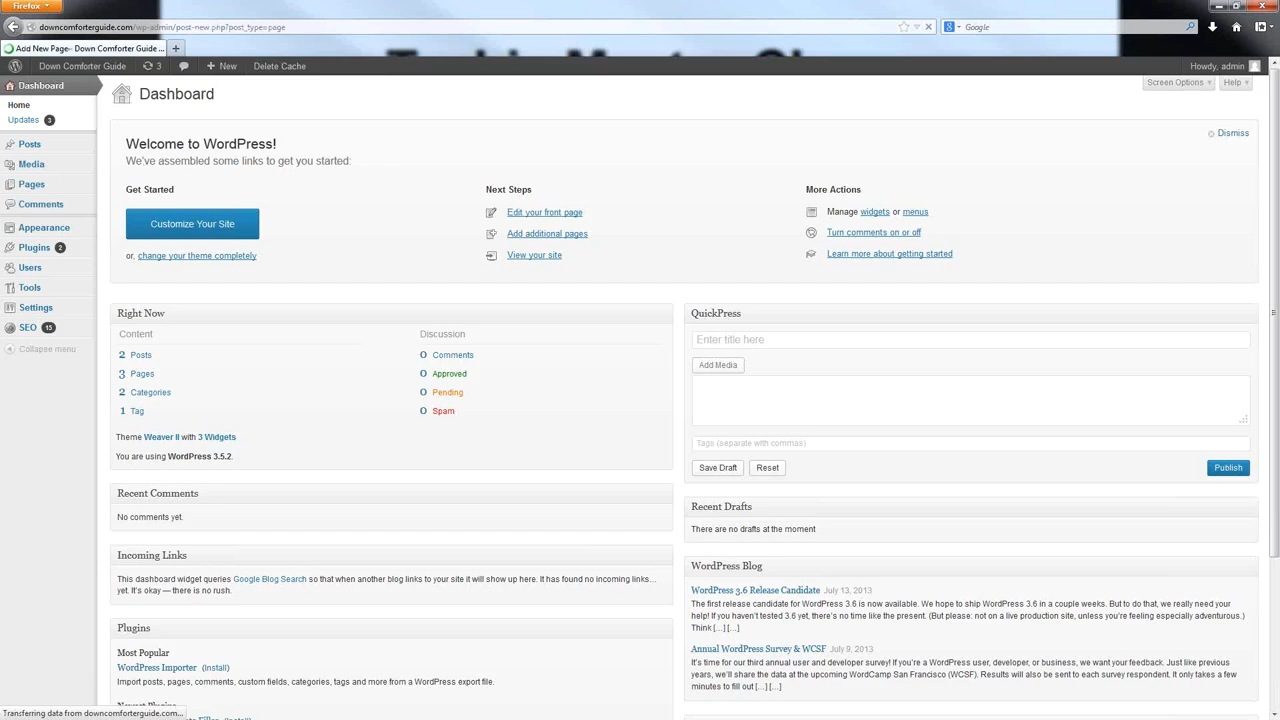 Firefox
downcomforterguide.com/wp-admin/post-new.php?post_type=page
Google
Add New Page ‹ Down Comforter Guide ...
Down Comforter Guide
3
New
Delete Cache
Howdy, admin
Dashboard
Home
Updates 3
Posts
Media
Pages
Comments
Appearance
Plugins 2
Users
Tools
Settings
SEO 15
Collapse menu
Dashboard
Screen Options
Help
Welcome to WordPress!
We've assembled some links to get you started:
Dismiss
Get Started
Customize Your Site
or, change your theme completely
Next Steps
Edit your front page
Add additional pages
View your site
More Actions
Manage widgets or menus
Turn comments on or off
Learn more about getting started
Right Now
Content
2 Posts
3 Pages
2 Categories
1 Tag
Discussion
0 Comments
0 Approved
0 Pending
0 Spam
Theme Weaver II with 3 Widgets
You are using WordPress 3.5.2.
Recent Comments
No comments yet.
Incoming Links
This dashboard widget queries Google Blog Search so that when another blog links to your site it will show up here. It has found no incoming links…
yet. It's okay — there is no rush.
Plugins
Most Popular
WordPress Importer (Install)
Import posts, pages, comments, custom fields, categories, tags and more from a WordPress export file.
QuickPress
Enter title here
Add Media
Tags (separate with commas)
Save Draft
Reset
Publish
Recent Drafts
There are no drafts at the moment
WordPress Blog
WordPress 3.6 Release Candidate July 13, 2013
The first release candidate for WordPress 3.6 is now available. We hope to ship WordPress 3.6 in a couple weeks. But to do that, we really need your
help! If you haven't tested 3.6 yet, there's no time like the present. (But please: not on a live production site, unless you're feeling especially adventurous.)
Think […] […]
Annual WordPress Survey & WCSF July 9, 2013
It's time for our third annual user and developer survey! If you're a WordPress user, developer, or business, we want your feedback. Just like previous
years, we'll share the data at the upcoming WordCamp San Francisco (WCSF). Results will also be sent to each survey respondent. It only takes a few
minutes to fill out […] […]
Transferring data from downcomforterguide.com...